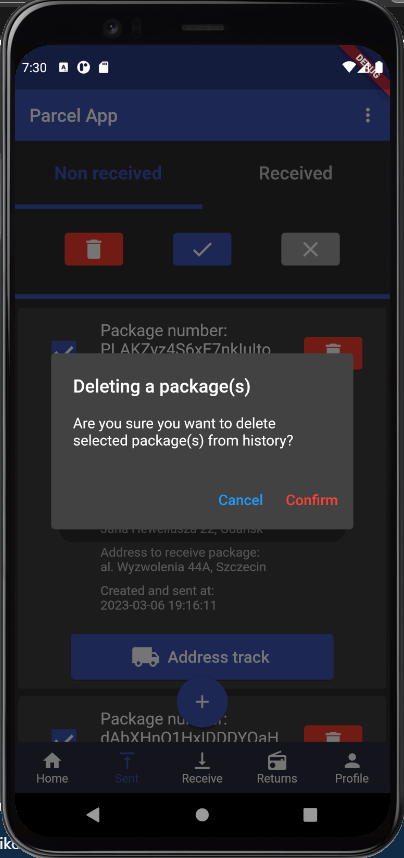 7:30
DEBUG
Parcel App
Non received
Received
Package number:
Deleting a package(s)
Are you sure you want to delete
selected package(s) from history?
Cancel
Confirm
Jana Heweliusza 22, Gdańsk
Address to receive package:
al. Wyzwolenia 44A, Szczecin
Created and sent at:
2023-03-06 19:16:11
Address track
+
Package number:
Home
Sent
Receive
Returns
Profile